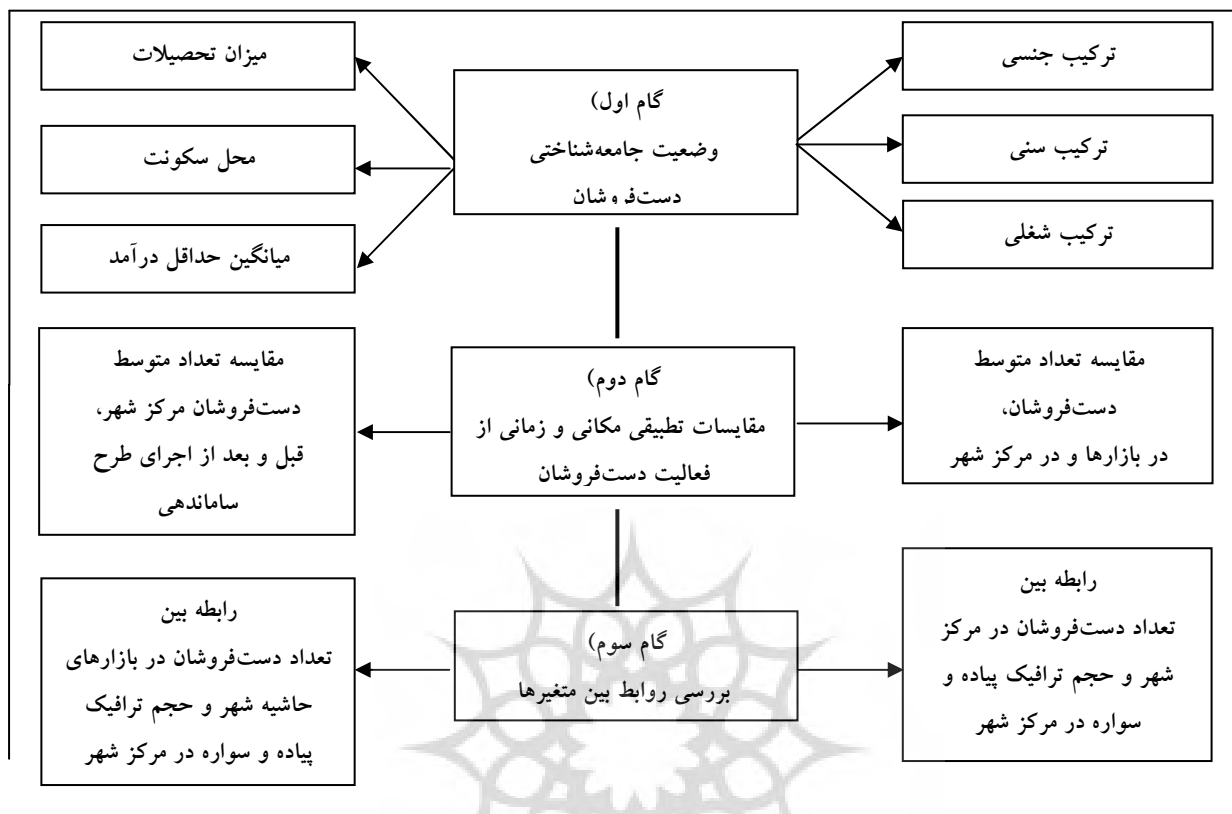 ترکیب جنسی
ترکیب سنی
ترکیب شغلی
گام اول)
وضعیت جامعه‌شناختی
دست‌فروشان
میزان تحصیلات
محل سکونت
میانگین حداقل درآمد
مقایسه تعداد متوسط
دست‌فروشان،
در بازارها و در مرکز شهر
گام دوم)
مقایسات تطبیقی مکانی و زمانی از
فعالیت دست‌فروشان
مقایسه تعداد متوسط
دست‌فروشان مرکز شهر،
قبل و بعد از اجرای طرح
ساماندهی
رابطه بین
تعداد دست‌فروشان در مرکز
شهر و حجم ترافیک پیاده و
سواره در مرکز شهر
گام سوم)
بررسی روابط بین متغیرها
رابطه بین
تعداد دست‌فروشان در بازارهای
حاشیه شهر و حجم ترافیک
پیاده و سواره در مرکز شهر